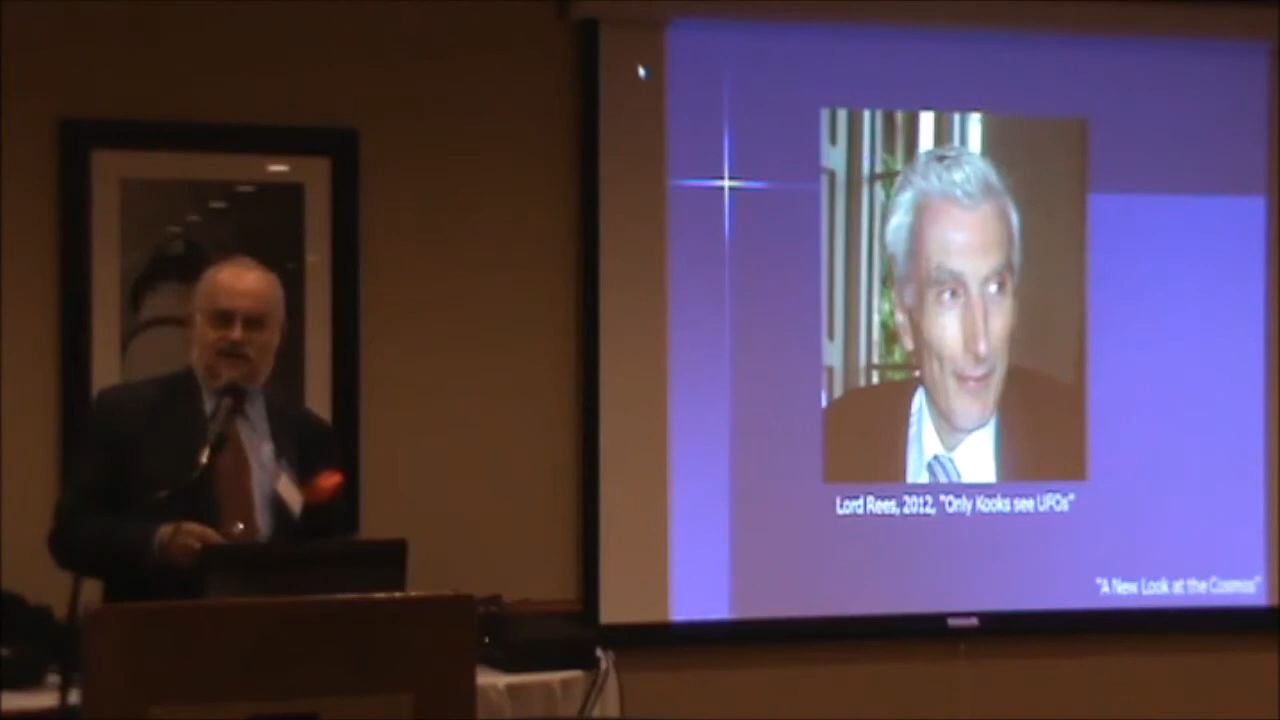 Lord Rees, 2012, "Only Kooks see UFOs"
"A New Look at the Cosmos"